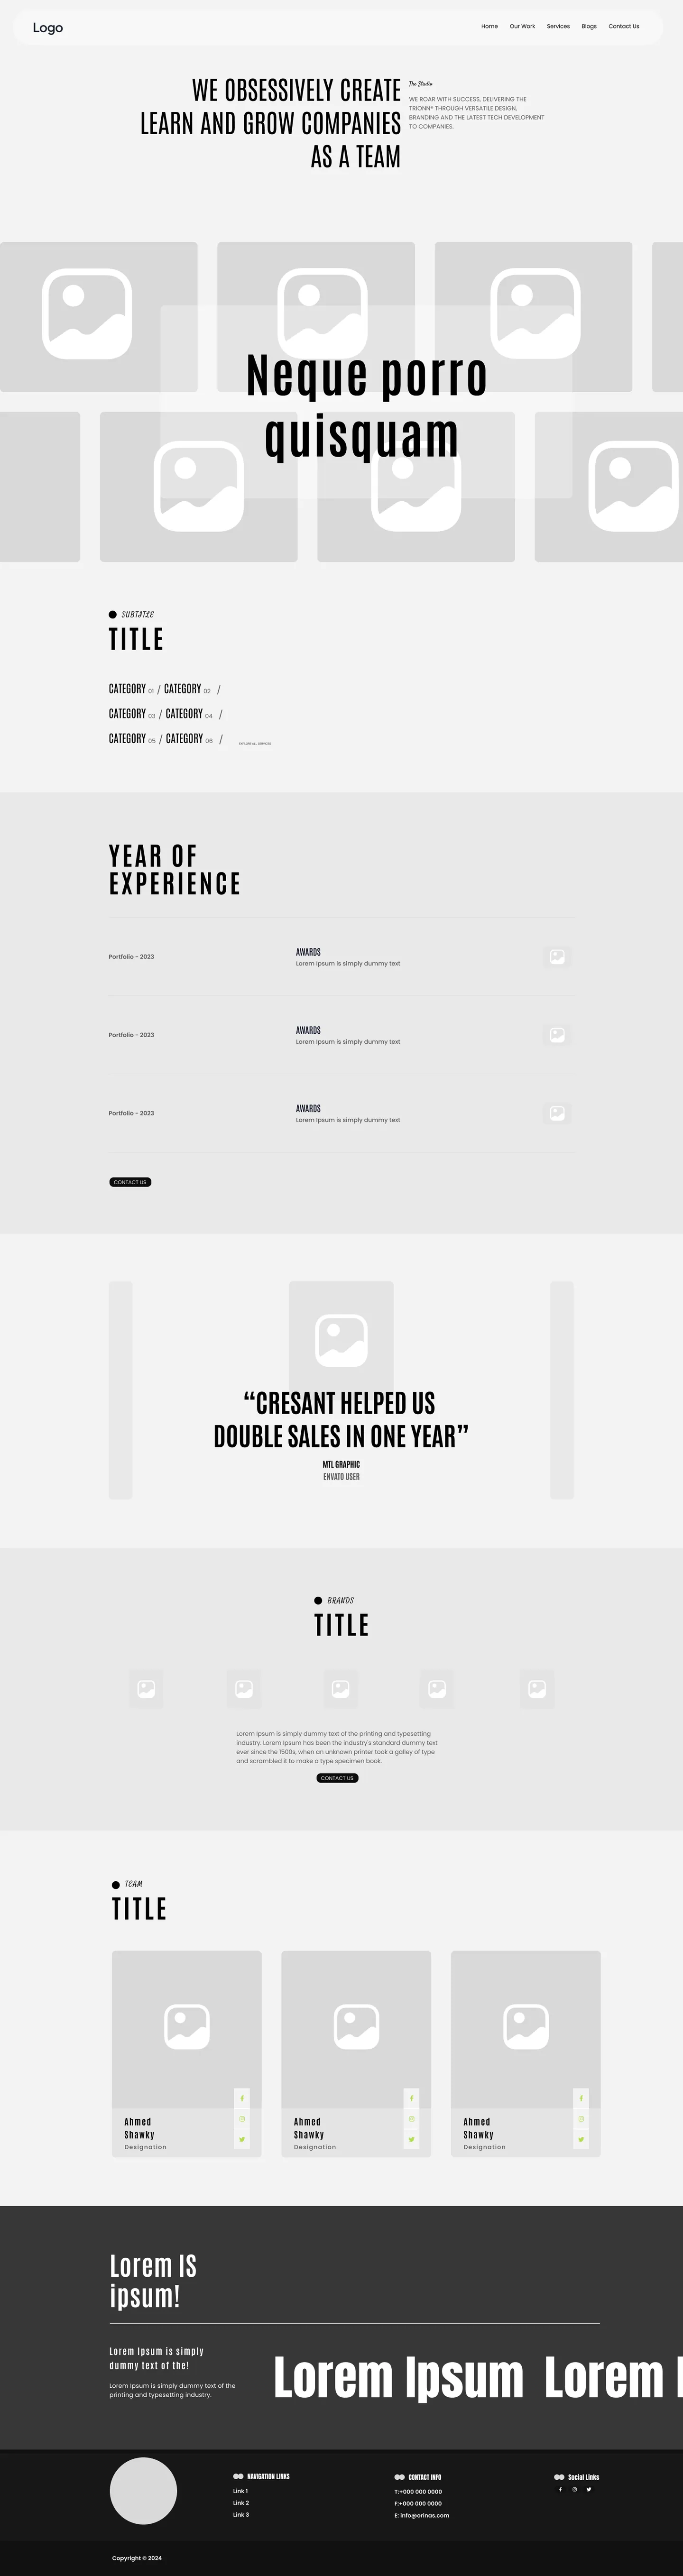 Logo
Home Our Work Services Blogs Contact Us
WE OBSESSIVELY CREATE
LEARN AND GROW COMPANIES
AS A TEAM
The Studio
WE ROAR WITH SUCCESS, DELIVERING THE
TRIONN® THROUGH VERSATILE DESIGN,
BRANDING AND THE LATEST TECH DEVELOPMENT
TO COMPANIES.
Neque porro
quisquam
SUBTITLE
TITLE
CATEGORY 01 / CATEGORY 02 /
CATEGORY 03 / CATEGORY 04 /
CATEGORY 05 / CATEGORY 06 /
EXPLORE ALL SERVICES
YEAR OF
EXPERIENCE
Portfolio - 2023
AWARDS
Lorem Ipsum is simply dummy text
Portfolio - 2023
AWARDS
Lorem Ipsum is simply dummy text
Portfolio - 2023
AWARDS
Lorem Ipsum is simply dummy text
CONTACT US
“CRESANT HELPED US
DOUBLE SALES IN ONE YEAR”
MTL GRAPHIC
ENVATO USER
BRANDS
TITLE
Lorem Ipsum is simply dummy text of the printing and typesetting
industry. Lorem Ipsum has been the industry's standard dummy text
ever since the 1500s, when an unknown printer took a galley of type
and scrambled it to make a type specimen book.
CONTACT US
TEAM
TITLE
Ahmed
Shawky
Designation
Ahmed
Shawky
Designation
Ahmed
Shawky
Designation
Lorem IS
ipsum!
Lorem Ipsum is simply
dummy text of the!
Lorem Ipsum is simply dummy text of the
printing and typesetting industry.
Lorem Ipsum Lorem I
NAVIGATION LINKS
Link 1
Link 2
Link 3
CONTACT INFO
T:+000 000 0000
F:+000 000 0000
E: info@orinas.com
Social Links
Copyright © 2024